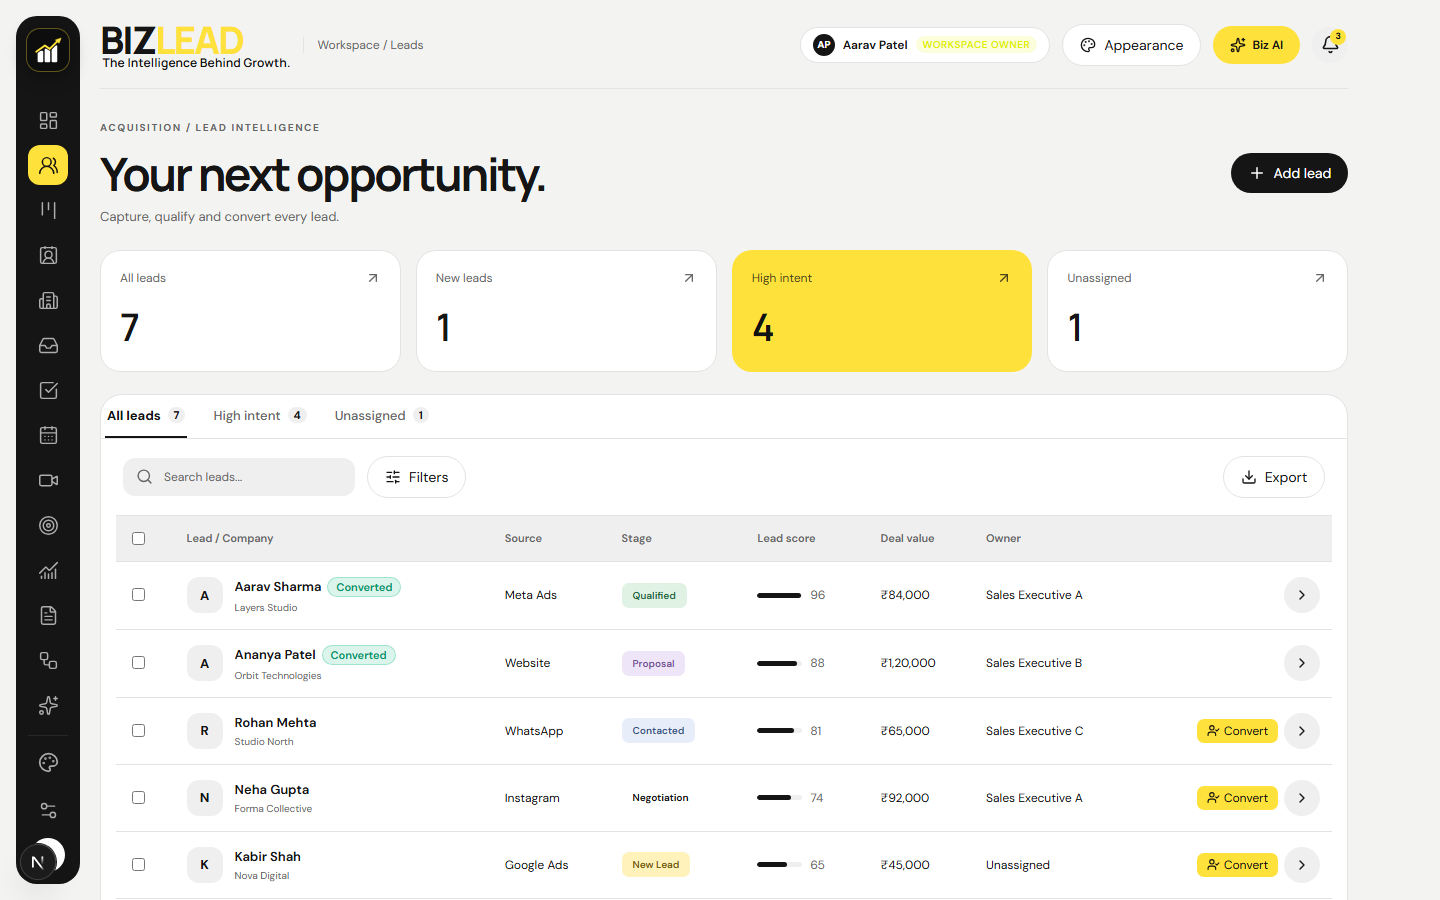 BIZLEAD
The Intelligence Behind Growth.
Workspace / Leads
AP Aarav Patel WORKSPACE OWNER
Appearance
Biz AI
3
ACQUISITION / LEAD INTELLIGENCE
Your next opportunity.
Add lead
Capture, qualify and convert every lead.
All leads
7
New leads
1
High intent
4
Unassigned
1
All leads 7 High intent 4 Unassigned 1
Search leads... Filters Export
Lead / Company Source Stage Lead score Deal value Owner
A Aarav Sharma Converted Meta Ads Qualified 96 ₹84,000 Sales Executive A
Layers Studio
A Ananya Patel Converted Website Proposal 88 ₹1,20,000 Sales Executive B
Orbit Technologies
R Rohan Mehta WhatsApp Contacted 81 ₹65,000 Sales Executive C Convert
Studio North
N Neha Gupta Instagram Negotiation 74 ₹92,000 Sales Executive A Convert
Forma Collective
K Kabir Shah Google Ads New Lead 65 ₹45,000 Unassigned Convert
Nova Digital
N